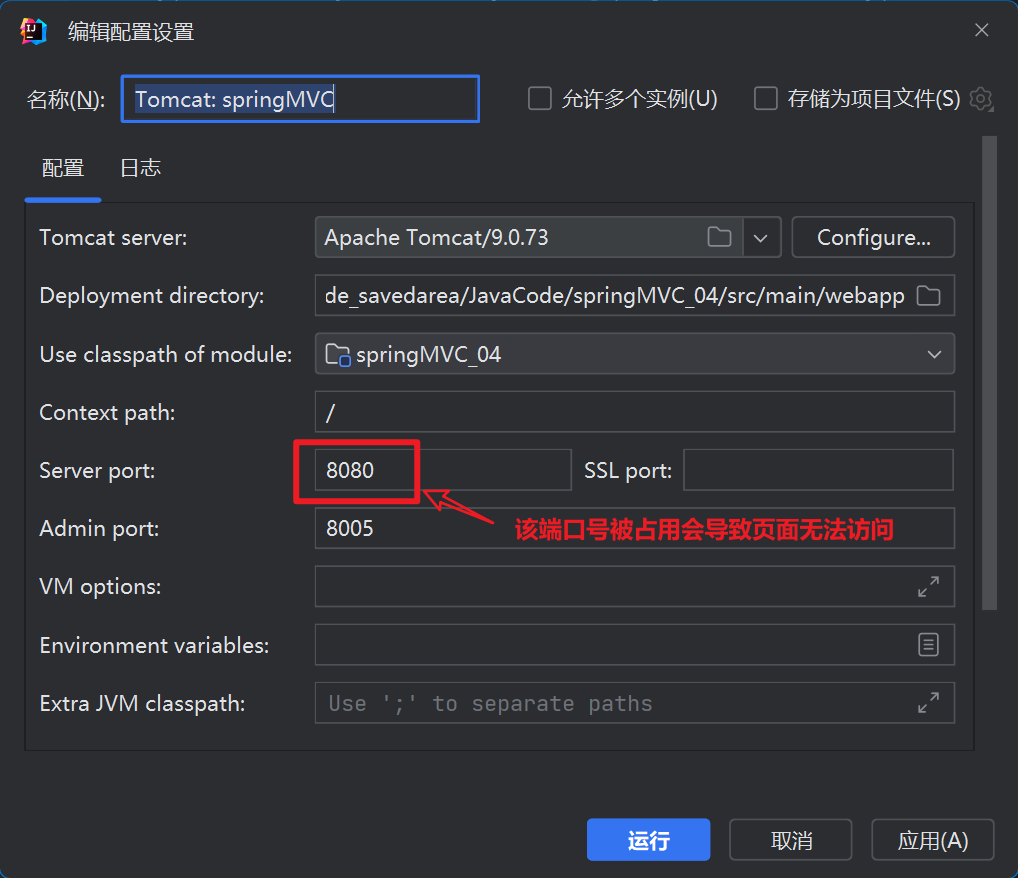 编辑配置设置
名称(N): Tomcat: springMVC 允许多个实例(U) 存储为项目文件(S)
配置 日志
Tomcat server: Apache Tomcat/9.0.73 Configure...
Deployment directory: de_savedarea/JavaCode/springMVC_04/src/main/webapp
Use classpath of module: springMVC_04
Context path: /
Server port: 8080 SSL port:
Admin port: 8005 该端口号被占用会导致页面无法访问
VM options:
Environment variables:
Extra JVM classpath: Use ';' to separate paths
运行 取消 应用(A)